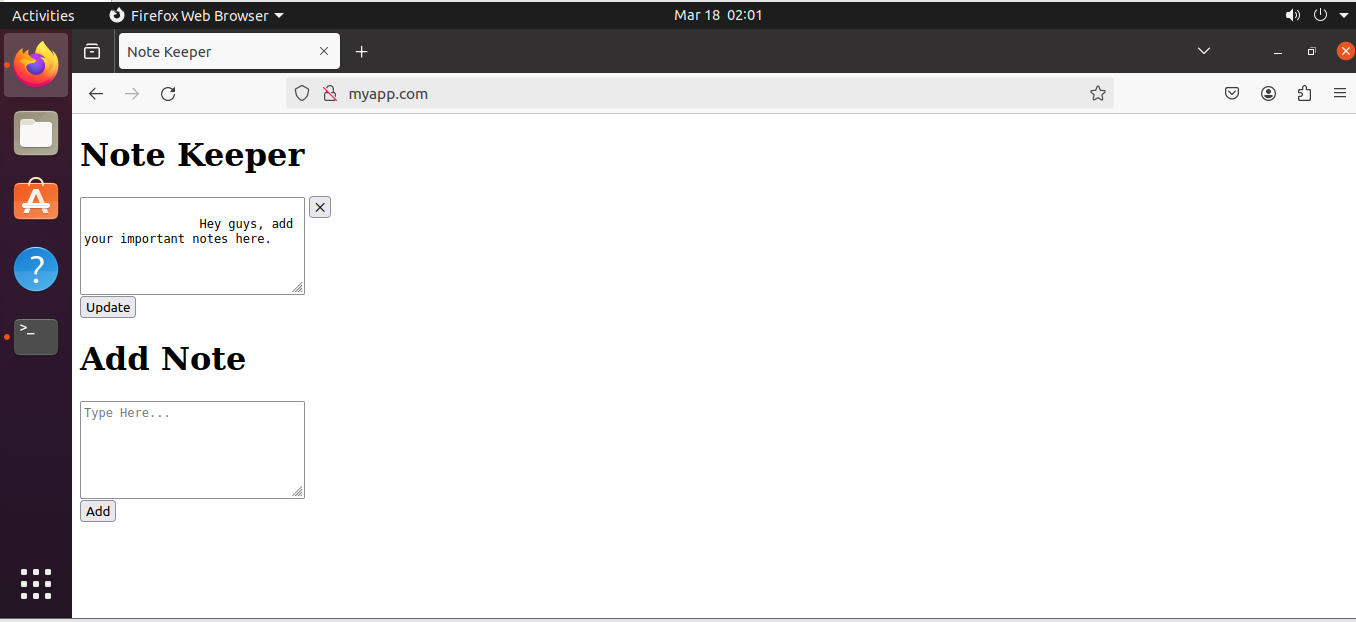 Activities
Firefox Web Browser
Mar 18 02:01
Note Keeper
myapp.com
Note Keeper
Hey guys, add
your important notes here.
Update
Add Note
Type Here...
Add